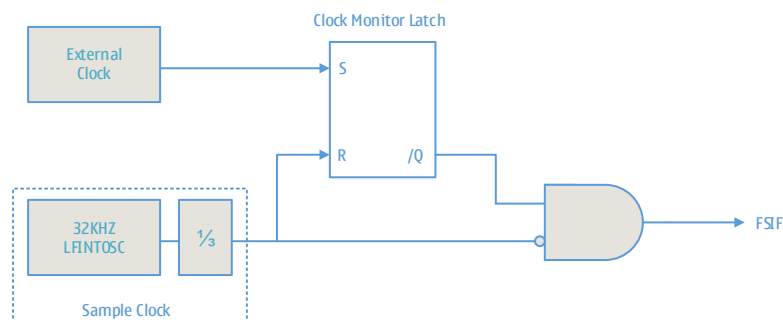 Clock Monitor Latch
External
Clock
S
R
/Q
32KHZ
LFINTOSC
⅓
FSIF
Sample Clock